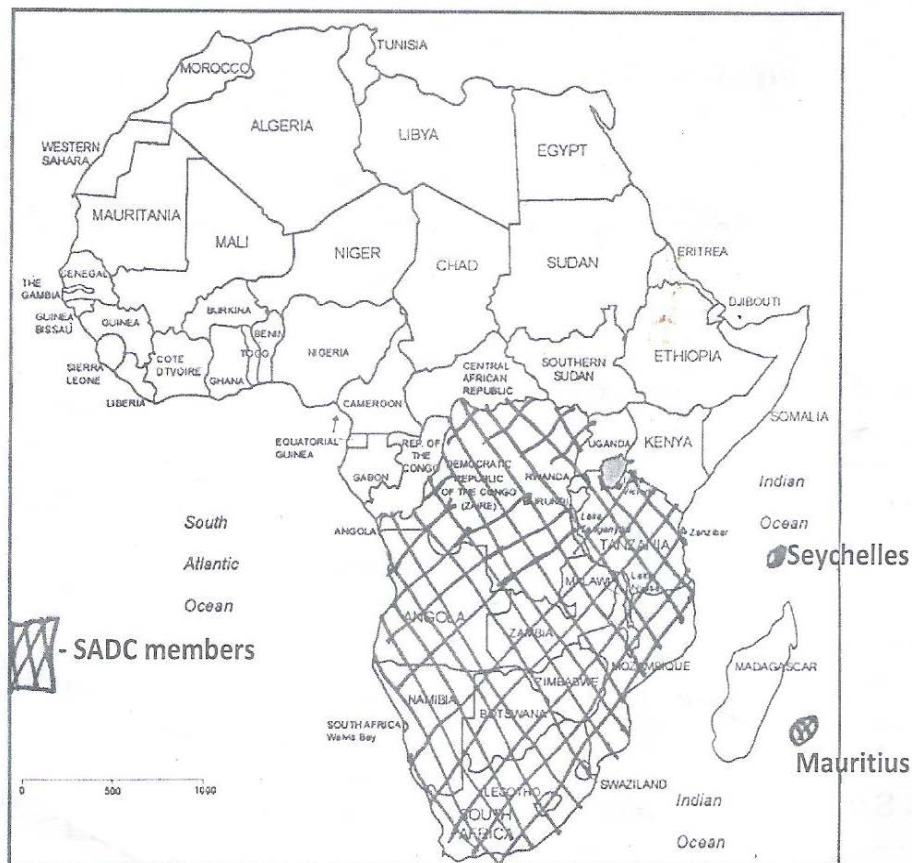 TUNISIA
MOROCCO
ALGERIA
LIBYA
EGYPT
WESTERN
SAHARA
MAURITANIA
MALI
NIGER
CHAD
SUDAN
ERITREA
THE
GAMBIA
SENEGAL
DJIBOUTI
GUINEA
BISSAU
GUINEA
BURKINA
BENIN
TOGO
NIGERIA
SOUTHERN
SUDAN
ETHIOPIA
SIERRA
LEONE
COTE
D'TVOIRE
GHANA
CENTRAL
AFRICAN
REPUBLIC
LIBERIA
CAMEROON
SOMALIA
EQUATORIAL
GUINEA
REP. OF
THE
CONGO
UGANDA
KENYA
GABON
DEMOCRATIC
REPUBLIC
OF THE CONGO
(ZAIRE)
RWANDA
BURUNDI
Indian
Ocean
South
Atlantic
Ocean
ANGOLA
Lake
TANZANIA
Zanzibar
Seychelles
MALAWI
ANGOLA
ZAMBIA
- SADC members
MOZAMBIQUE
MADAGASCAR
ZIMBABWE
NAMIBIA
BOTSWANA
SOUTH AFRICA
Walvis Bay
Mauritius
SWAZILAND
LESOTHO
0 500 1000
SOUTH
AFRICA
Indian
Ocean